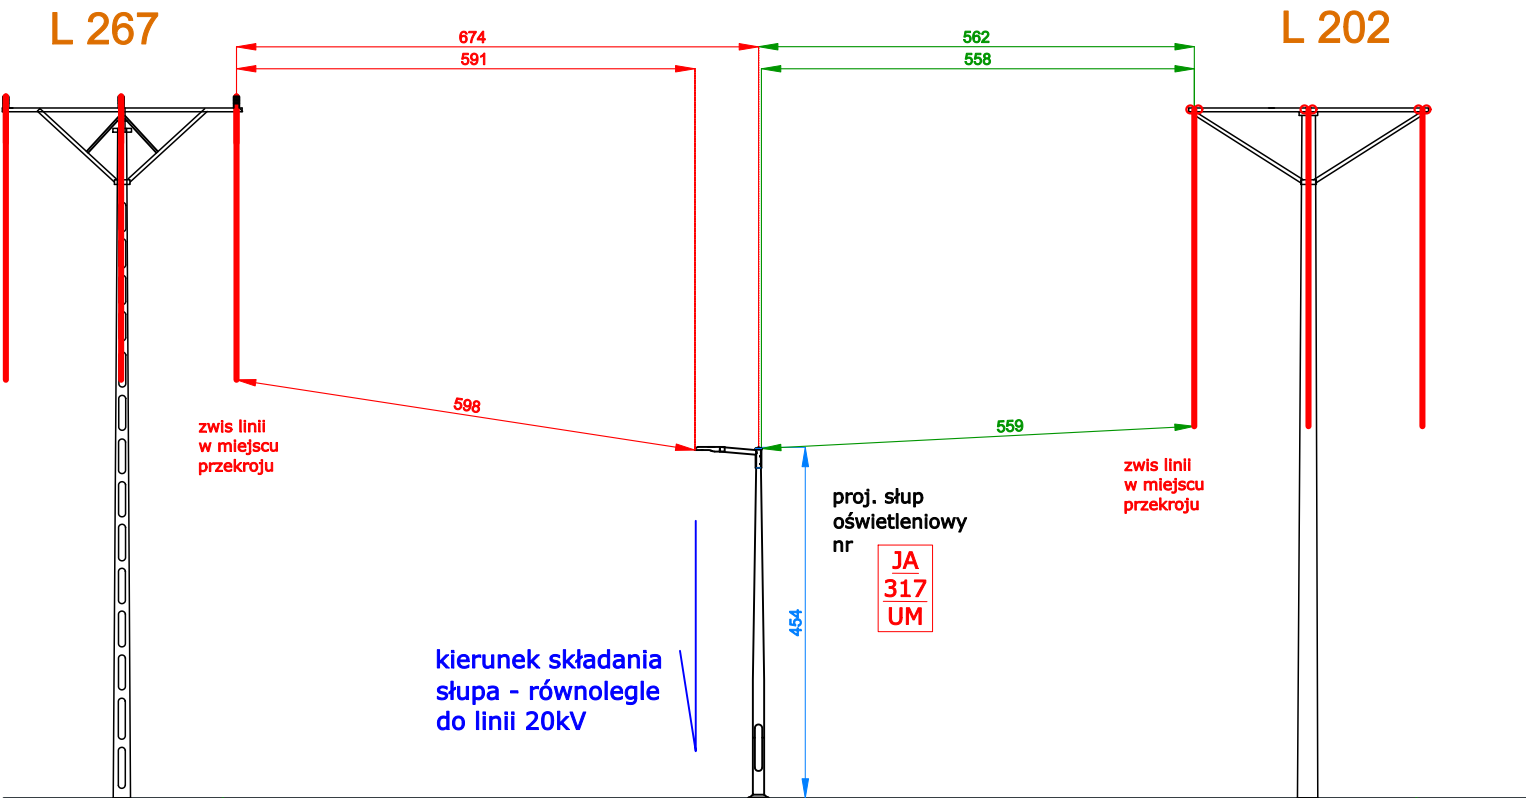 L 267
L 202
674
562
591
558
598
559
zwis linii
w miejscu
przekroju
zwis linii
w miejscu
przekroju
proj. słup
oświetleniowy
nr
JA
317
UM
454
kierunek składania
słupa - równolegle
do linii 20kV